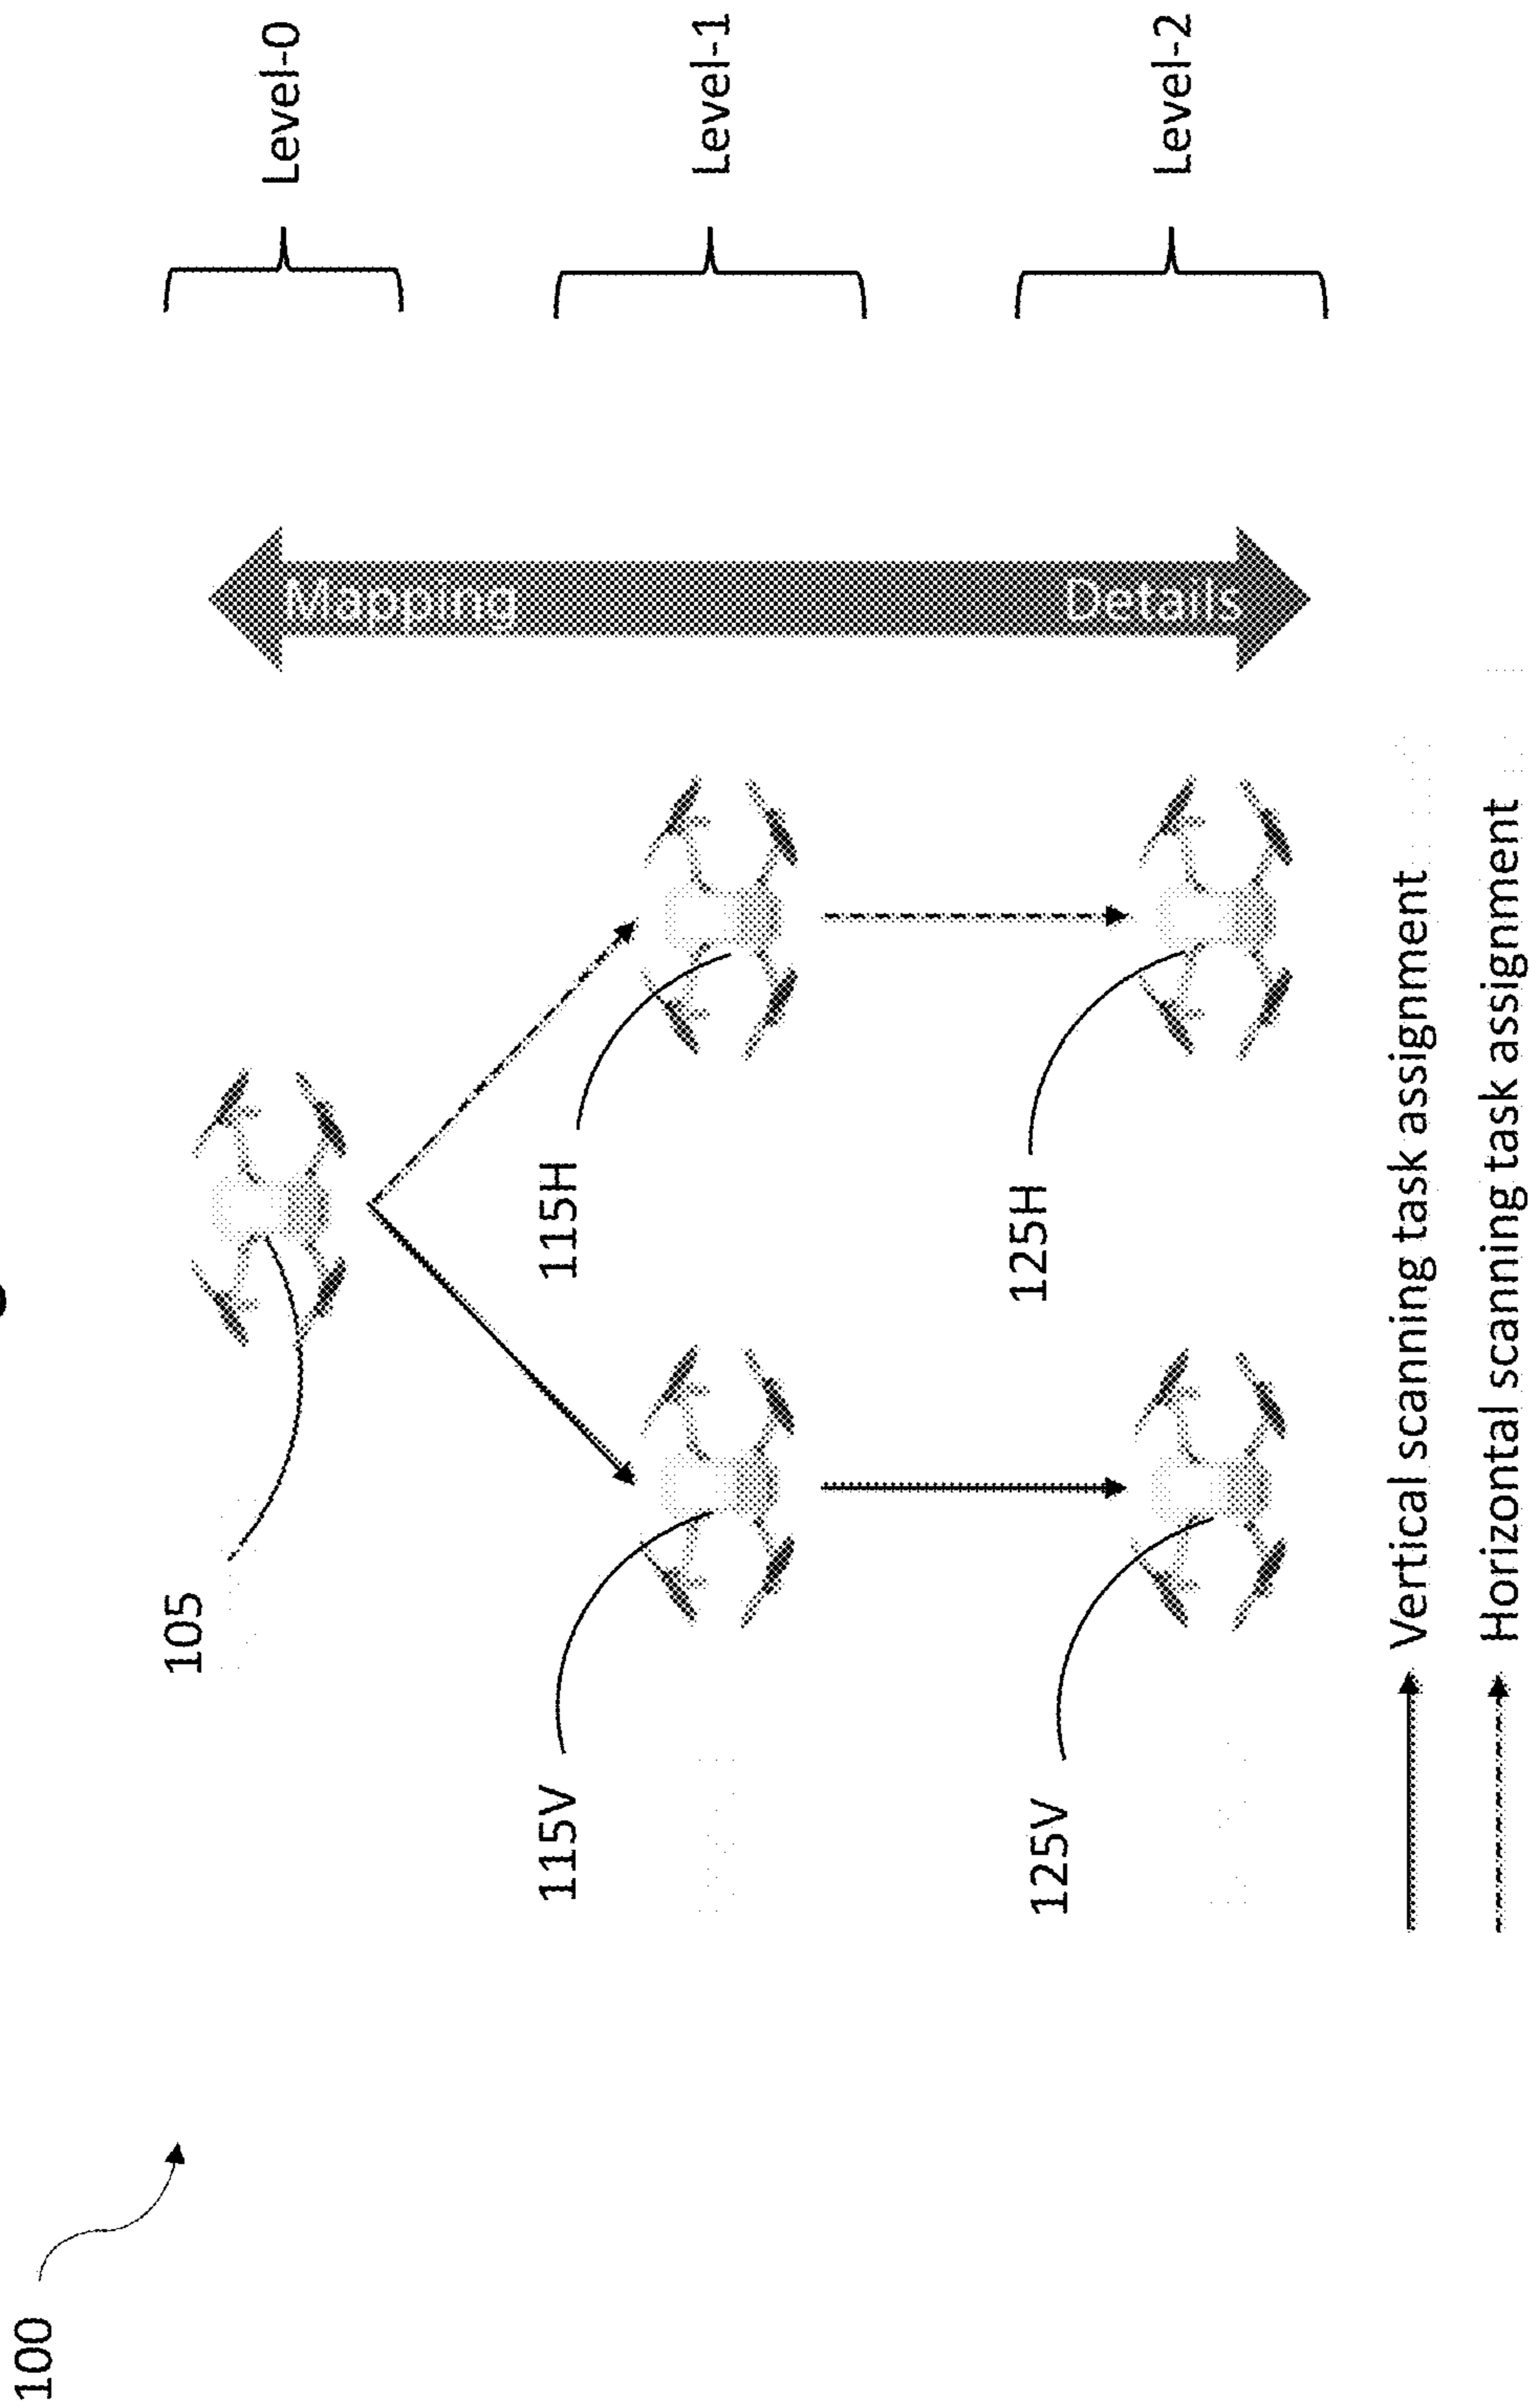 100
105
Level-0
Mapping
115V
115H
Level-1
125V
125H
Details
Level-2
Vertical scanning task assignment
Horizontal scanning task assignment